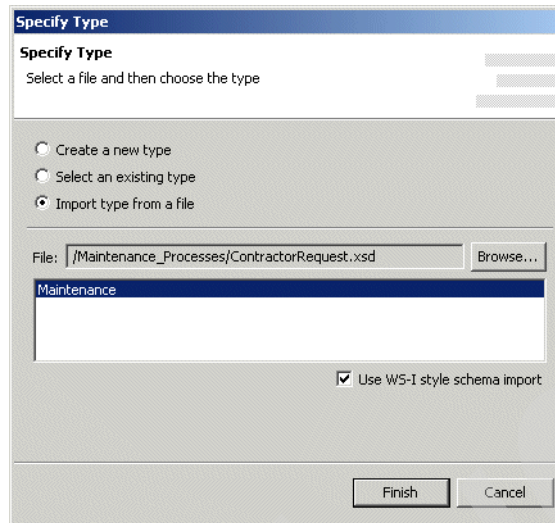 Specify Type
Specify Type
Select a file and then choose the type
Create a new type
Select an existing type
Import type from a file
File: /Maintenance_Processes/ContractorRequest.xsd Browse...
Maintenance
Use WS-I style schema import
Finish Cancel